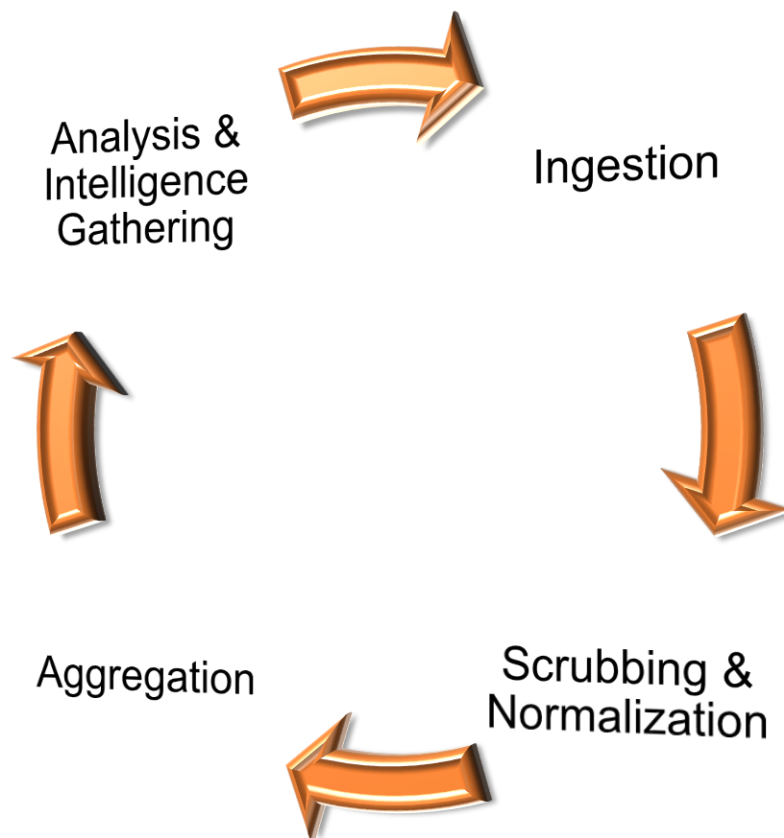 Analysis &
Intelligence
Gathering
Ingestion
Aggregation
Scrubbing &
Normalization